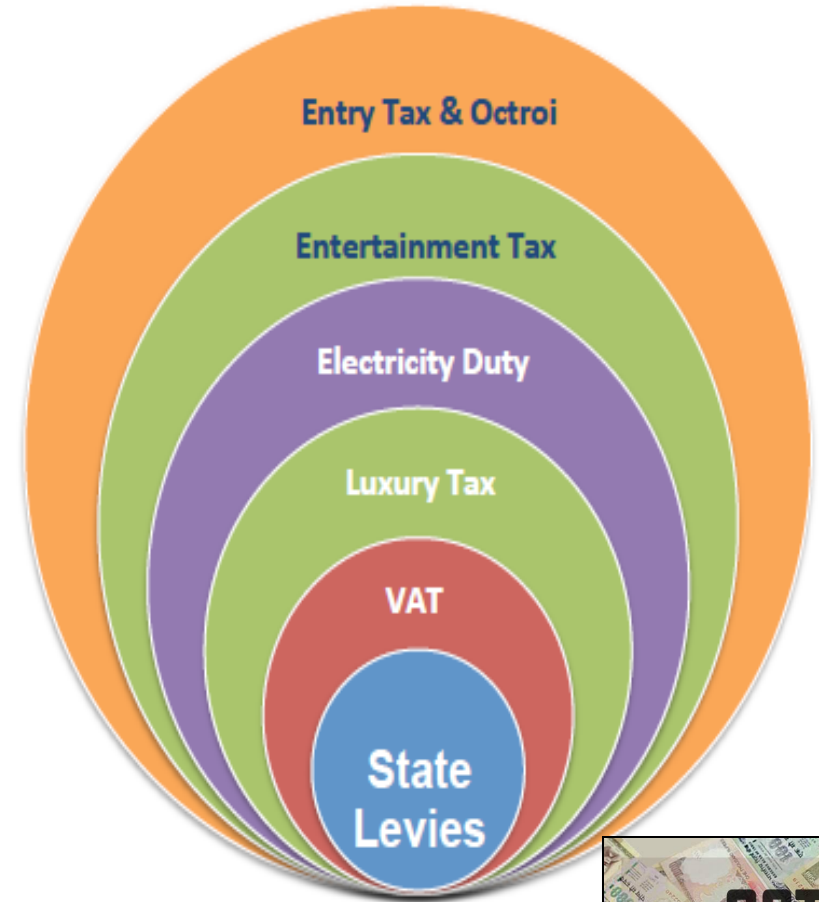 Entry Tax & Octroi
Entertainment Tax
Electricity Duty
Luxury Tax
VAT
State
Levies